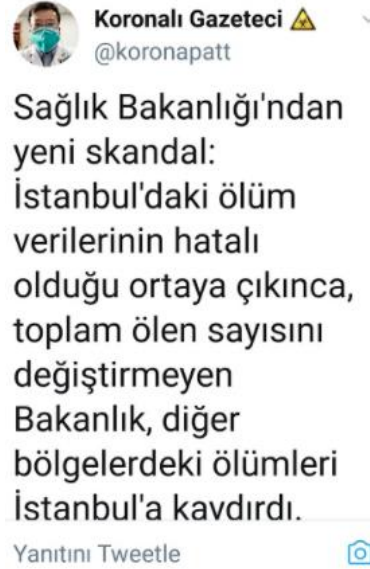 Koronalı Gazeteci
@koronapatt
Sağlık Bakanlığı'ndan
yeni skandal:
İstanbul'daki ölüm
verilerinin hatalı
olduğu ortaya çıkınca,
toplam ölen sayısını
değiştirmeyen
Bakanlık, diğer
bölgelerdeki ölümleri
İstanbul'a kaydırdı.
Yanıtını Tweetle